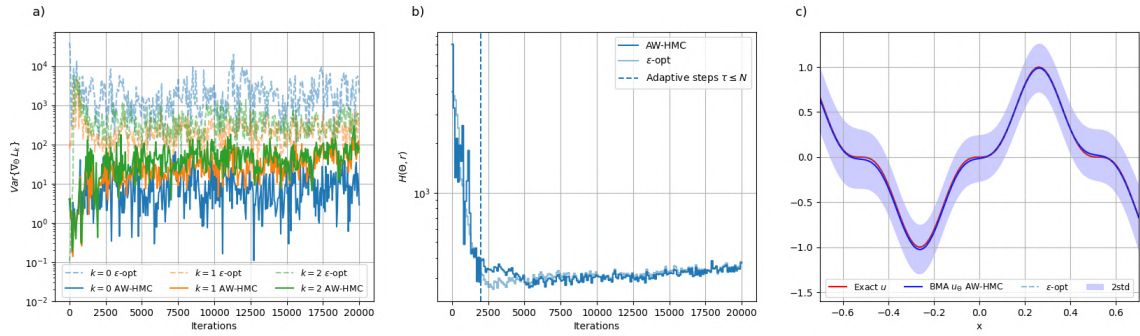 a)
Var{∇_Θ L_k}
10^4
10^3
10^2
10^1
10^0
10^-1
10^-2
k = 0 ε-opt
k = 1 ε-opt
k = 2 ε-opt
k = 0 AW-HMC
k = 1 AW-HMC
k = 2 AW-HMC
0 2500 5000 7500 10000 12500 15000 17500 20000
Iterations
b)
H(Θ, r)
10^3
AW-HMC
ε-opt
Adaptive steps τ ≤ N
0 2500 5000 7500 10000 12500 15000 17500 20000
Iterations
c)
1.0
0.5
0.0
−0.5
−1.0
−1.5
Exact u
BMA u_Θ AW-HMC
ε-opt
2std
−0.6 −0.4 −0.2 0.0 0.2 0.4 0.6
x